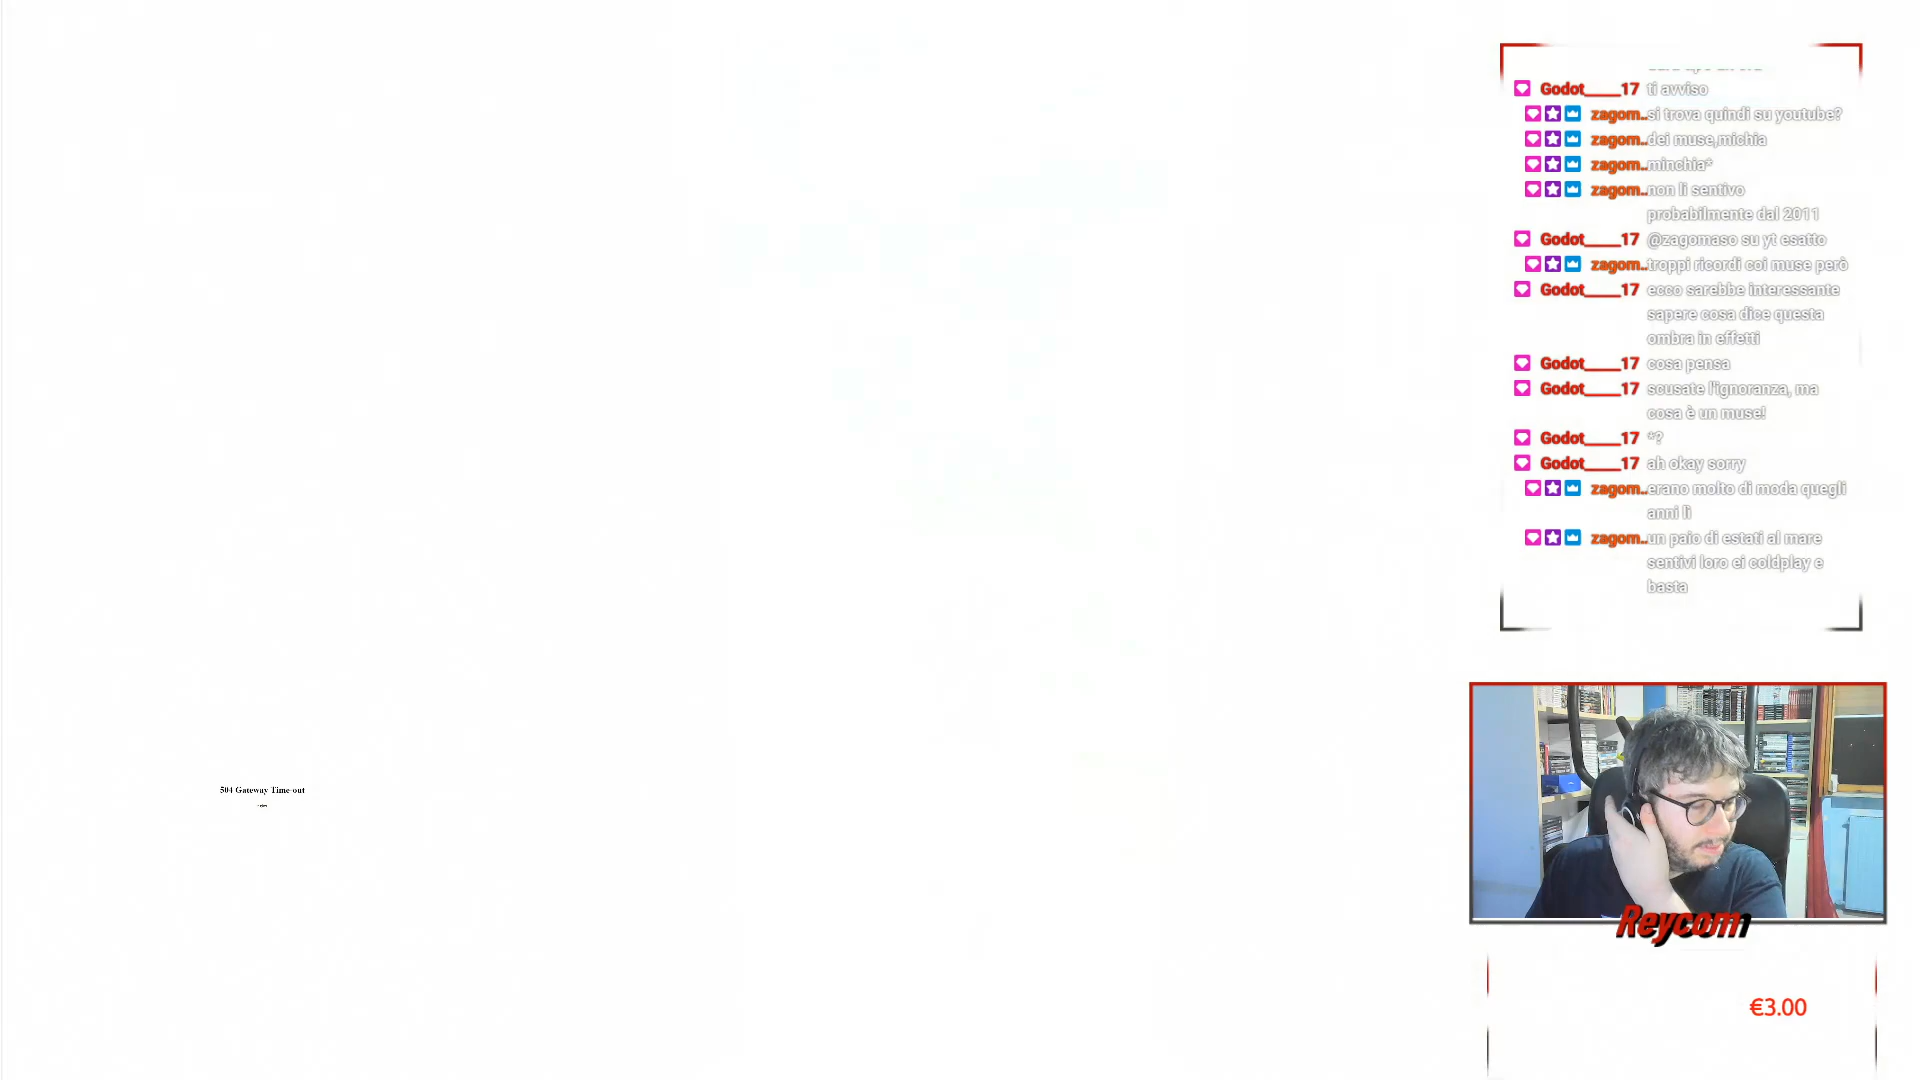 Godot____17 ti avviso
zagom.. si trova quindi su youtube?
zagom.. dei muse,michia
zagom.. minchia*
zagom.. non li sentivo
probabilmente dal 2011
Godot____17 @zagomaso su yt esatto
zagom.. troppi ricordi coi muse però
Godot____17 ecco sarebbe interessante
sapere cosa dice questa
ombra in effetti
Godot____17 cosa pensa
Godot____17 scusate l'ignoranza, ma
cosa è un muse!
Godot____17 *?
Godot____17 ah okay sorry
zagom.. erano molto di moda quegli
anni lì
zagom.. un paio di estati al mare
sentivi loro ei coldplay e
basta
504 Gateway Time-out
Reycom
€3.00